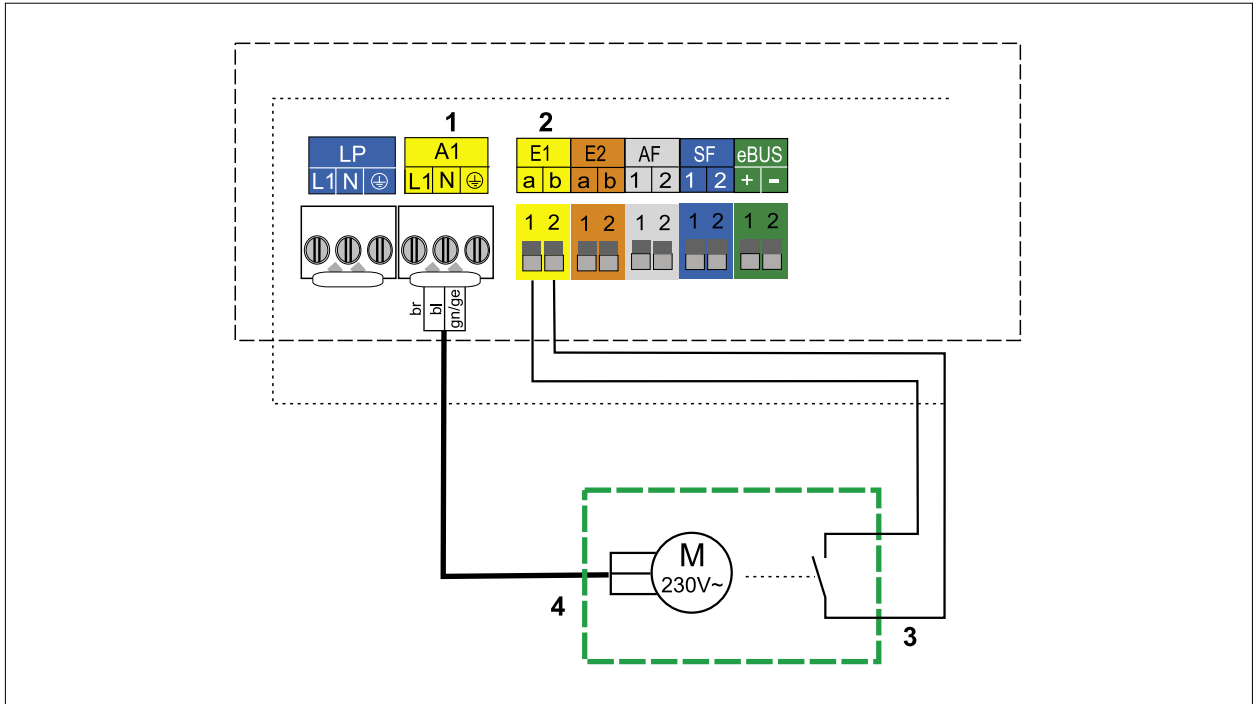 1 2
LP A1 E1 E2 AF SF eBUS
L1 N L1 N a b a b 1 2 1 2 + -
1 2 1 2 1 2 1 2 1 2
br bl gn/ge
M
230V~
4
3